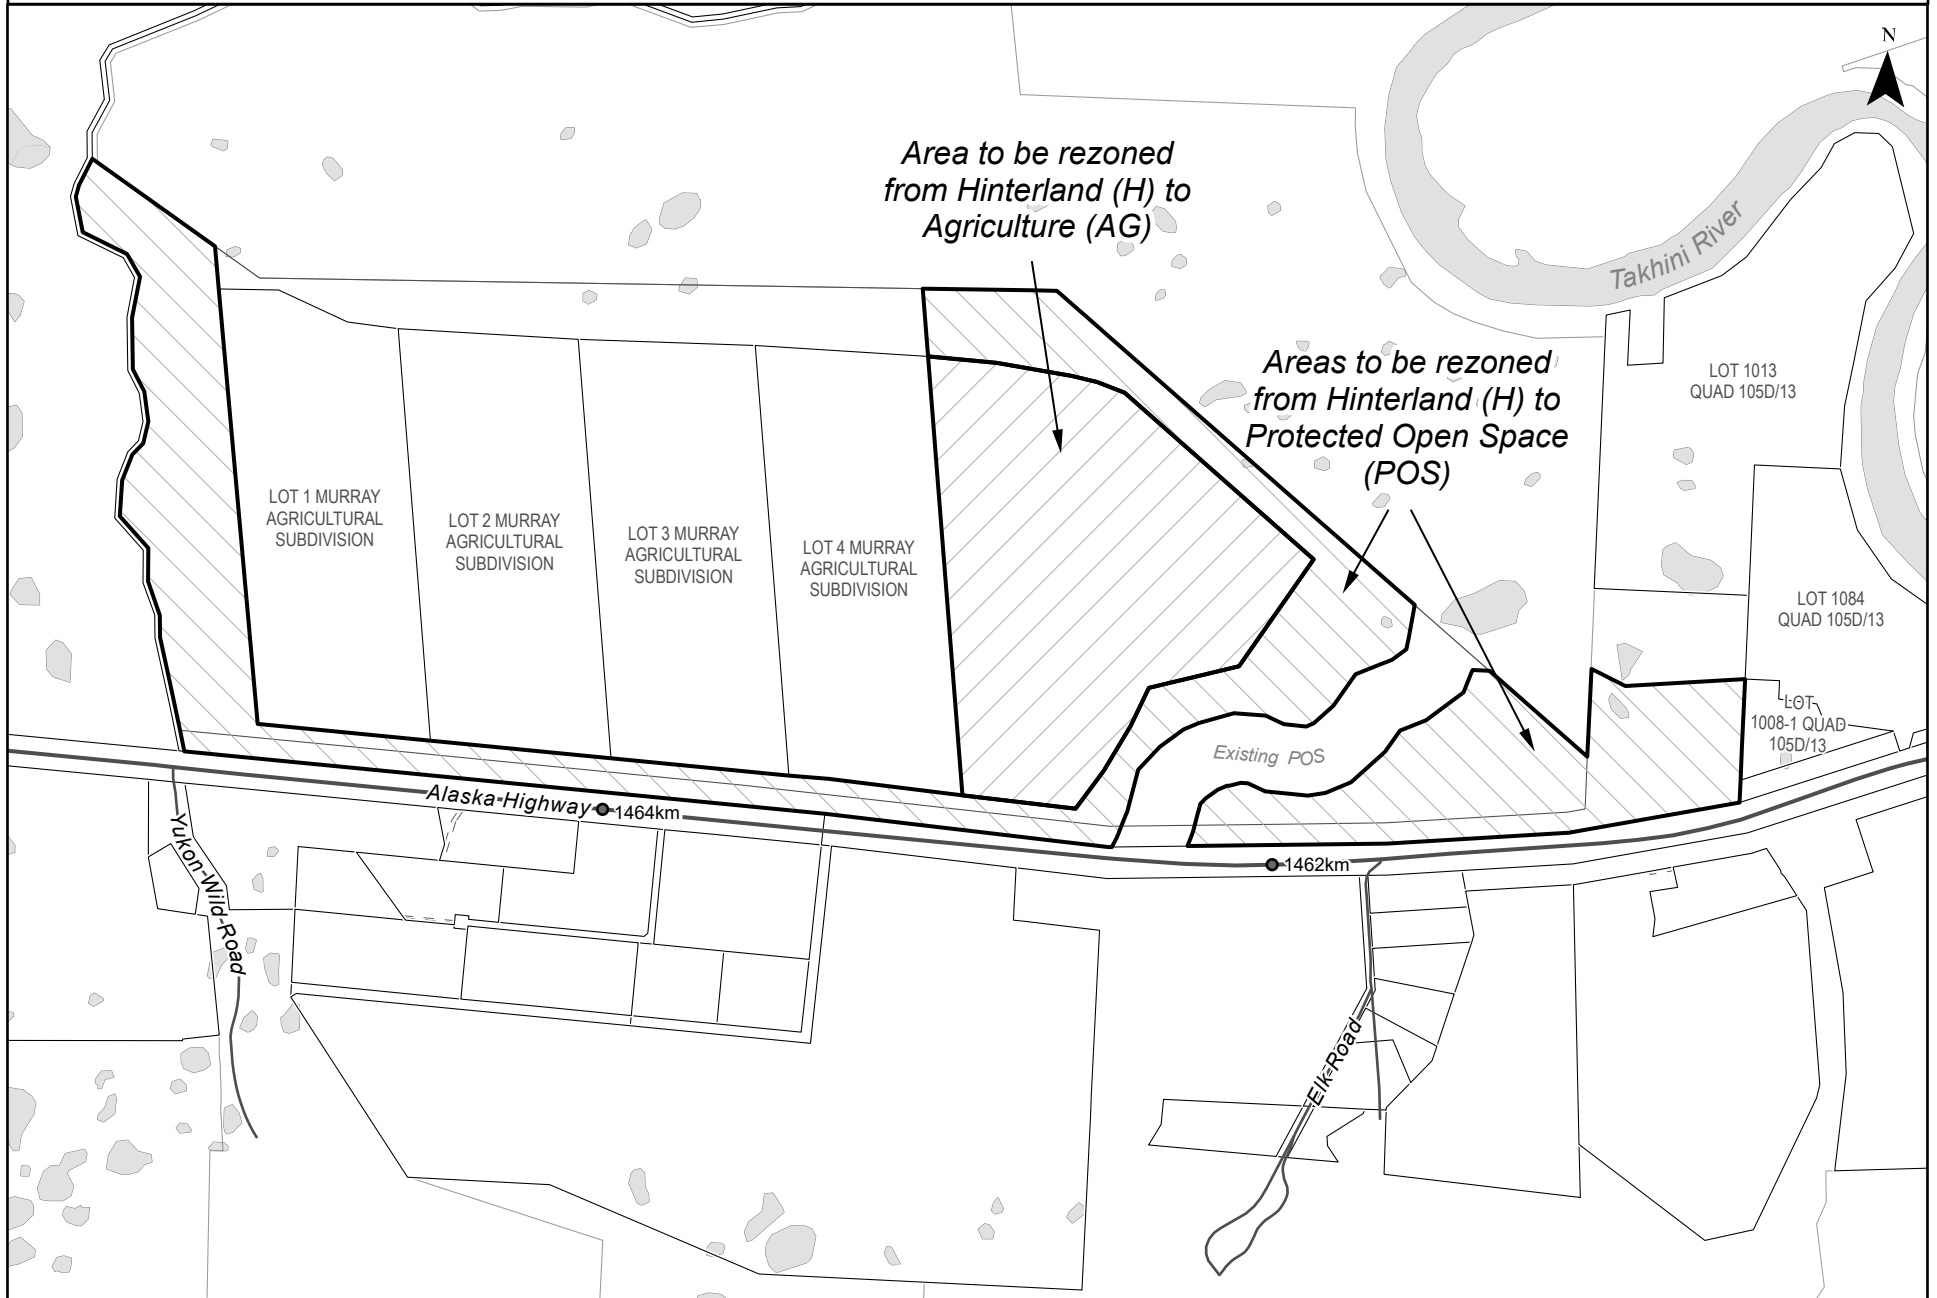 N
Area to be rezoned
from Hinterland (H) to
Agriculture (AG)
Takhini River
Areas to be rezoned
from Hinterland (H) to
Protected Open Space
(POS)
LOT 1013
QUAD 105D/13
LOT 1 MURRAY
AGRICULTURAL
SUBDIVISION
LOT 2 MURRAY
AGRICULTURAL
SUBDIVISION
LOT 3 MURRAY
AGRICULTURAL
SUBDIVISION
LOT 4 MURRAY
AGRICULTURAL
SUBDIVISION
LOT 1084
QUAD 105D/13
LOT
1008-1 QUAD
105D/13
Existing POS
Alaska Highway
1464km
1462km
Yukon Wild Road
Elk Road